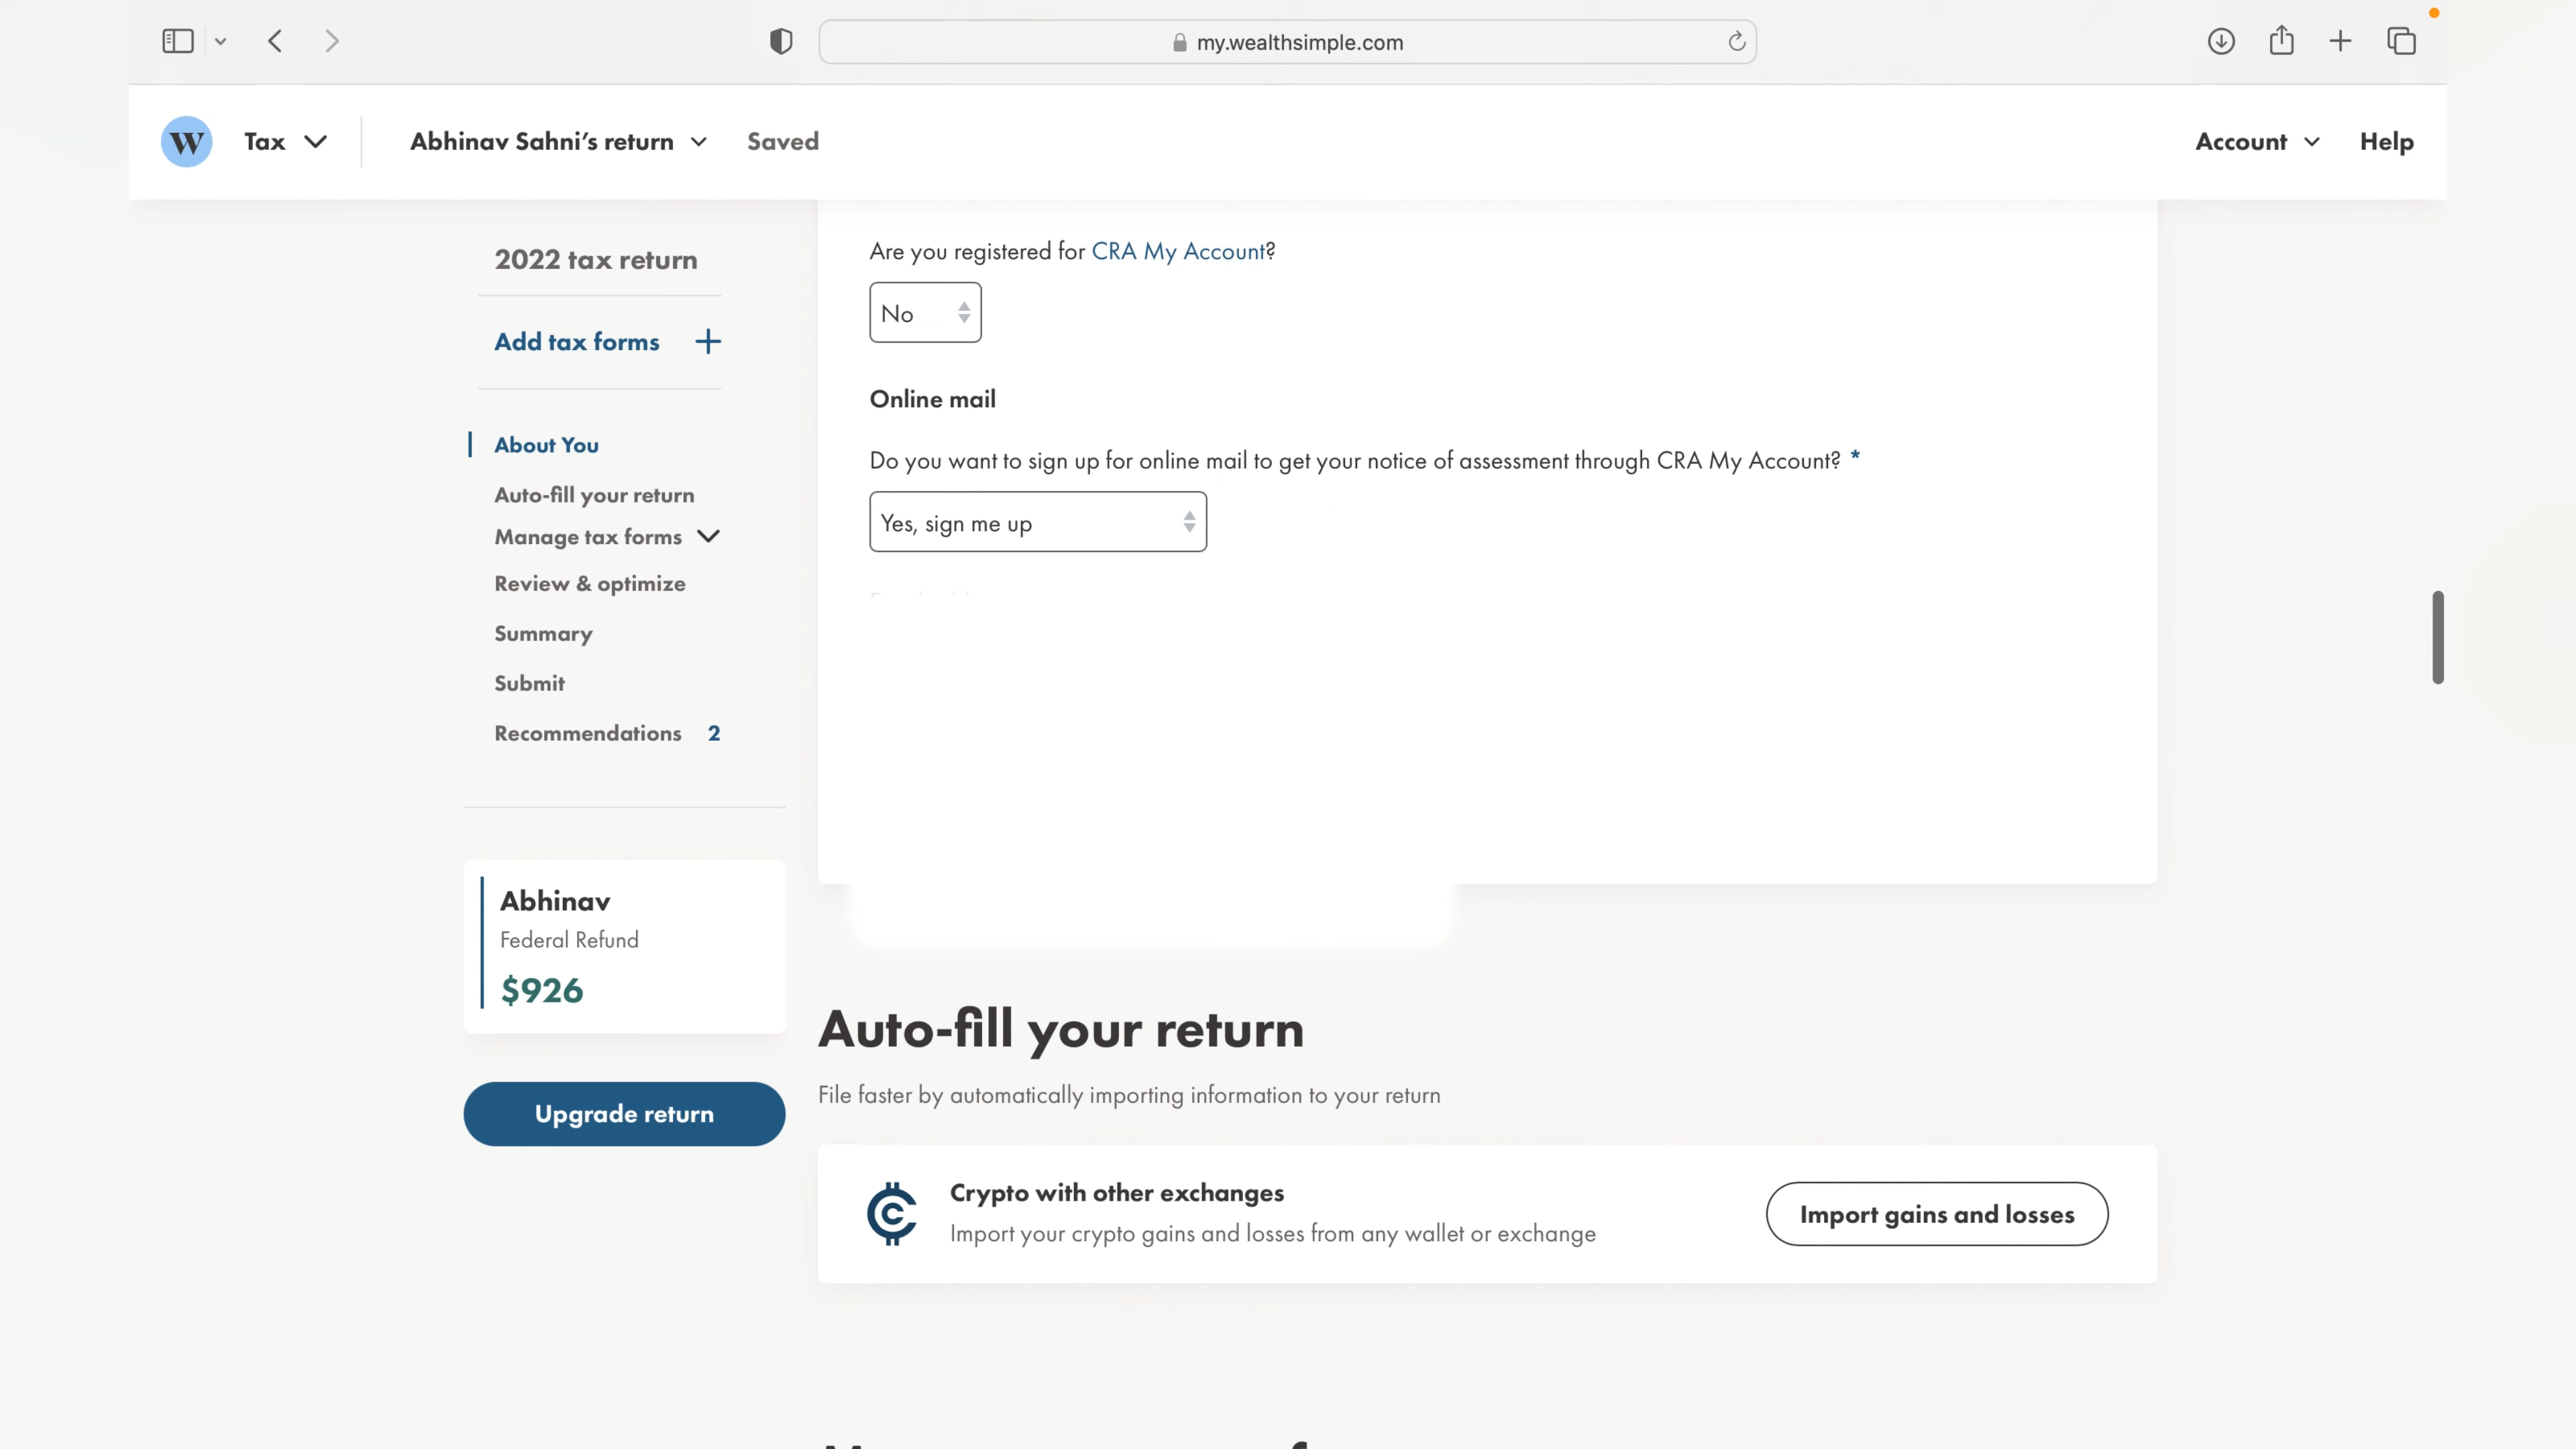 my.wealthsimple.com
W
Tax
Abhinav Sahni’s return
Saved
Account
Help
2022 tax return
Add tax forms
About You
Auto-fill your return
Manage tax forms
Review & optimize
Summary
Submit
Recommendations 2
Abhinav
Federal Refund
$926
Upgrade return
Are you registered for CRA My Account?
No
Online mail
Do you want to sign up for online mail to get your notice of assessment through CRA My Account? *
Yes, sign me up
Auto-fill your return
File faster by automatically importing information to your return
Crypto with other exchanges
Import your crypto gains and losses from any wallet or exchange
Import gains and losses